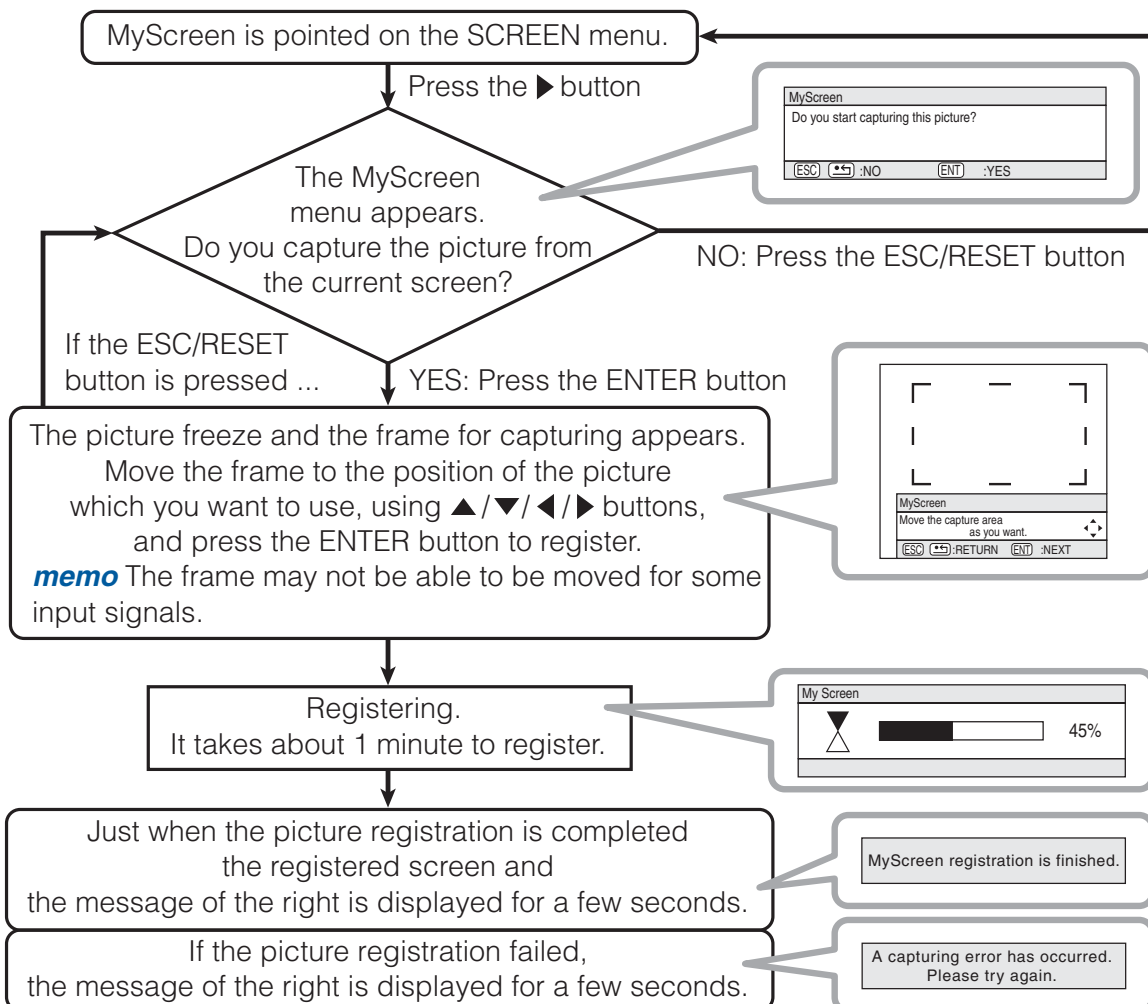 MyScreen is pointed on the SCREEN menu.
Press the ▶ button
MyScreen
Do you start capturing this picture?
ESC :NO ENT :YES
The MyScreen
menu appears.
Do you capture the picture from
the current screen?
NO: Press the ESC/RESET button
If the ESC/RESET
button is pressed ...
YES: Press the ENTER button
The picture freeze and the frame for capturing appears.
Move the frame to the position of the picture
which you want to use, using ▲/▼/◀/▶ buttons,
and press the ENTER button to register.
memo The frame may not be able to be moved for some
input signals.
MyScreen
Move the capture area
as you want.
ESC :RETURN ENT :NEXT
Registering.
It takes about 1 minute to register.
My Screen
45%
Just when the picture registration is completed
the registered screen and
the message of the right is displayed for a few seconds.
MyScreen registration is finished.
If the picture registration failed,
the message of the right is displayed for a few seconds.
A capturing error has occurred.
Please try again.